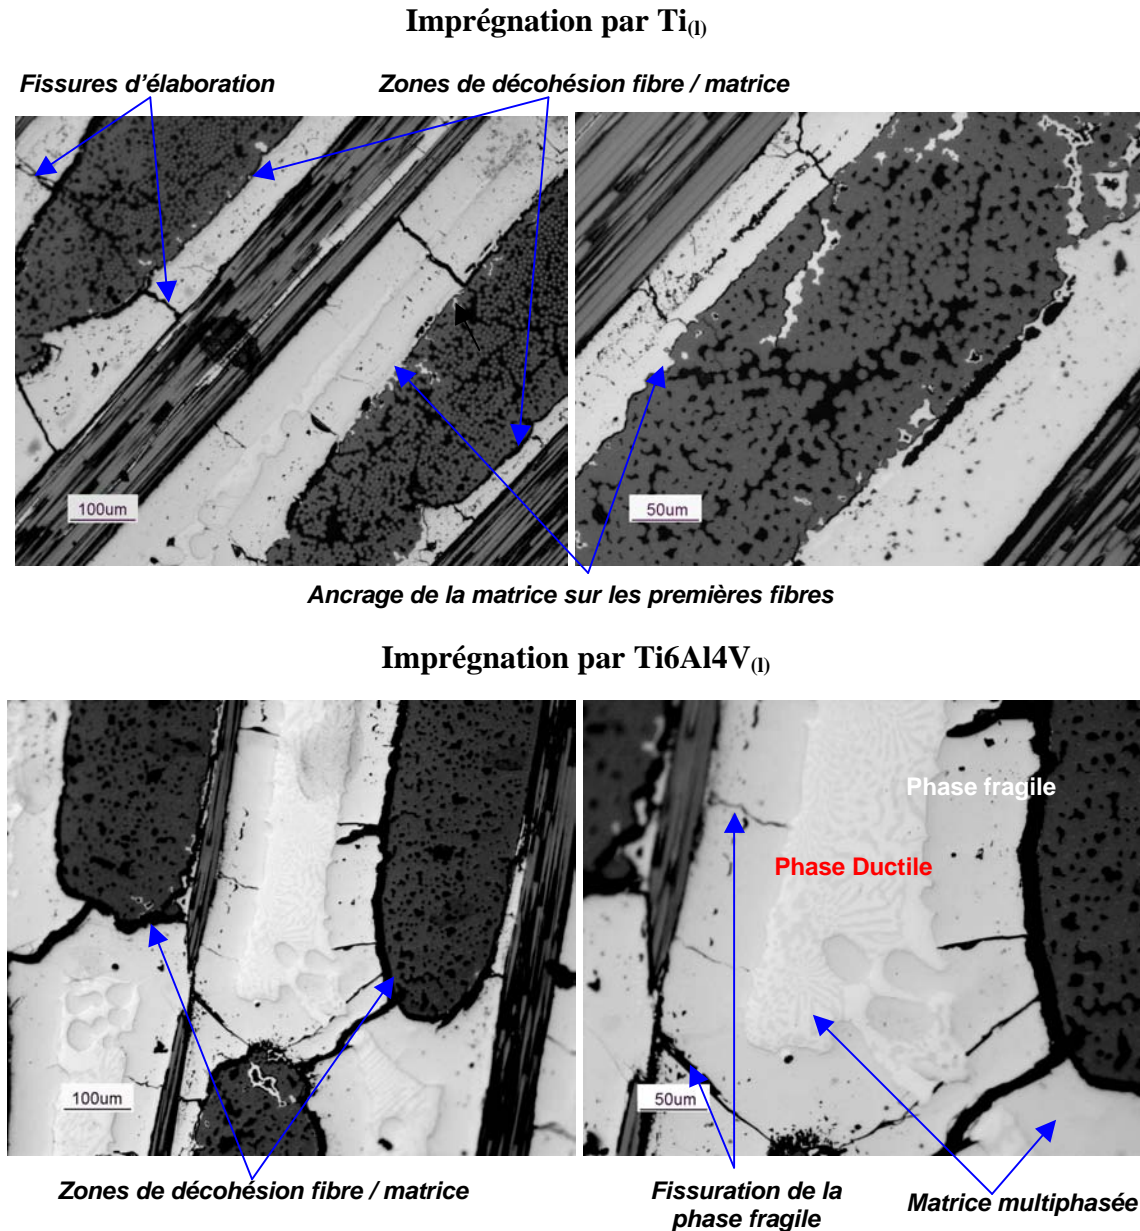 Imprégnation par Ti(l)
Fissures d'élaboration
Zones de décohésion fibre / matrice
100um
50um
Ancrage de la matrice sur les premières fibres
Imprégnation par Ti6Al4V(l)
Phase fragile
Phase Ductile
100um
50um
Zones de décohésion fibre / matrice
Fissuration de la
phase fragile
Matrice multiphasée